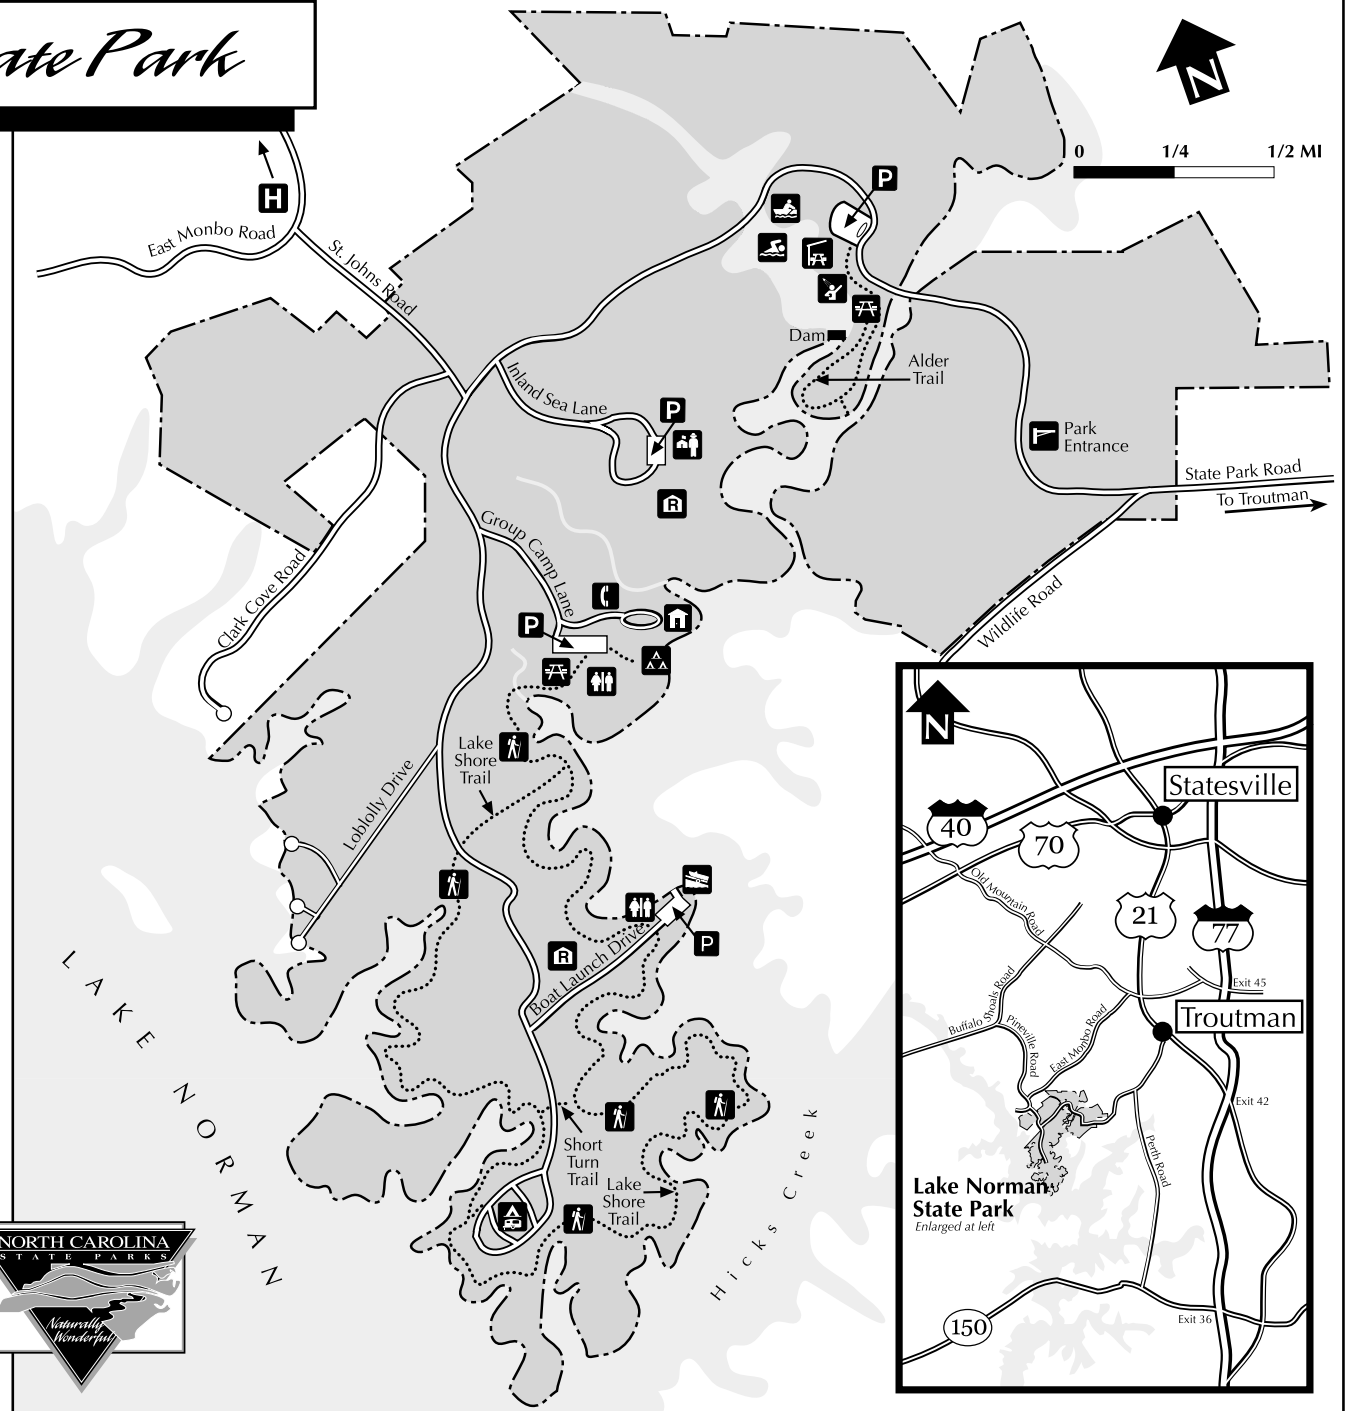 ate Park
N
0 1/4 1/2 MI
P
H
East Monbo Road
St. Johns Road
Dam
Alder
Trail
Inland Sea Lane
P
Park
Entrance
R
State Park Road
To Troutman
Group Camp Lane
Clark Cove Road
Wildlife Road
P
Lake
Shore
Trail
Loblolly Drive
P
R
Boat Launch Drive
LAKE NORMAN
Short
Turn
Trail
Lake
Shore
Trail
Hicks Creek
NORTH CAROLINA
STATE PARKS
Naturally
Wonderful
N
Statesville
40
70
Old Mountain Road
21
77
Exit 45
Buffalo Shoals Road
Pineville Road
East Monbo Road
Troutman
Exit 42
Perth Road
Lake Norman
State Park
Enlarged at left
150
Exit 36